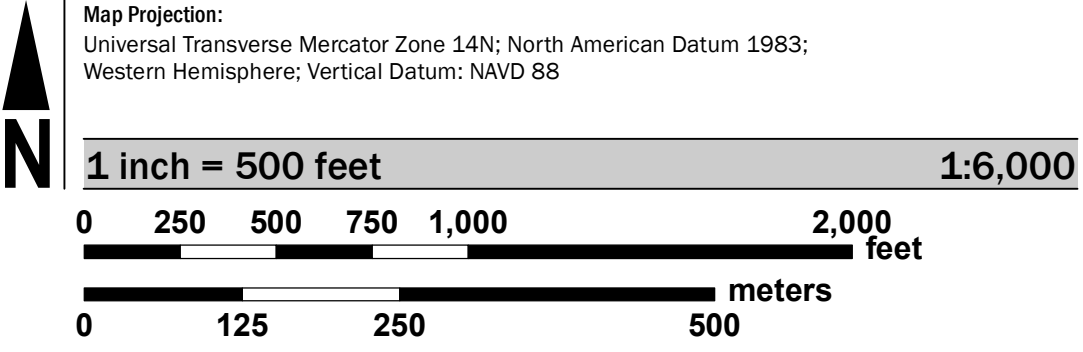 Map Projection:
Universal Transverse Mercator Zone 14N; North American Datum 1983;
Western Hemisphere; Vertical Datum: NAVD 88
N
1 inch = 500 feet 1:6,000
0 250 500 750 1,000 2,000
feet
meters
0 125 250 500